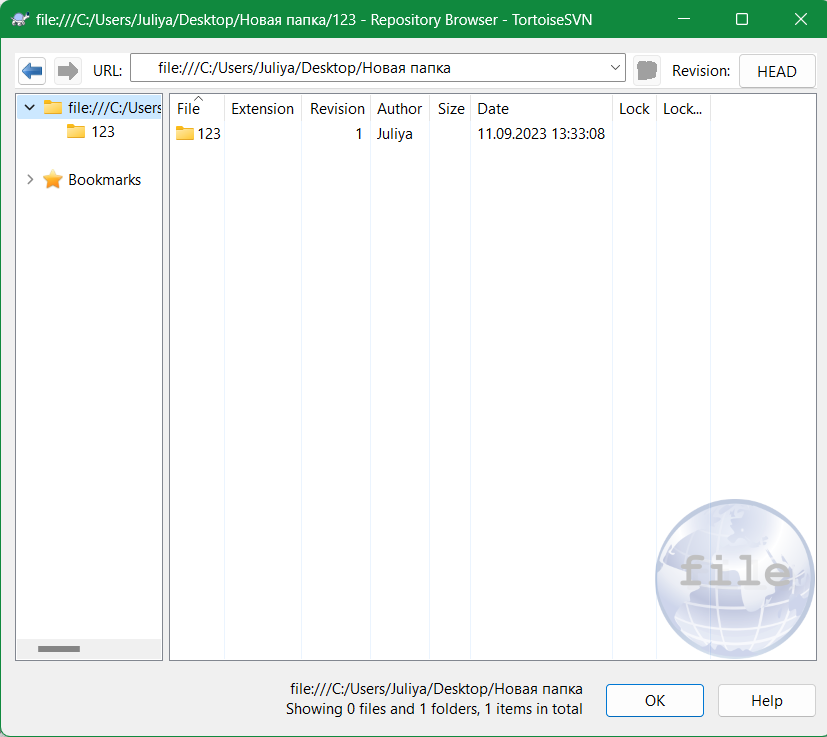 file:///C:/Users/Juliya/Desktop/Новая папка/123 - Repository Browser - TortoiseSVN
URL: file:///C:/Users/Juliya/Desktop/Новая папка Revision: HEAD
file:///C:/Users
123
Bookmarks
File Extension Revision Author Size Date Lock Lock...
123 1 Juliya 11.09.2023 13:33:08
file
file:///C:/Users/Juliya/Desktop/Новая папка
Showing 0 files and 1 folders, 1 items in total
OK Help